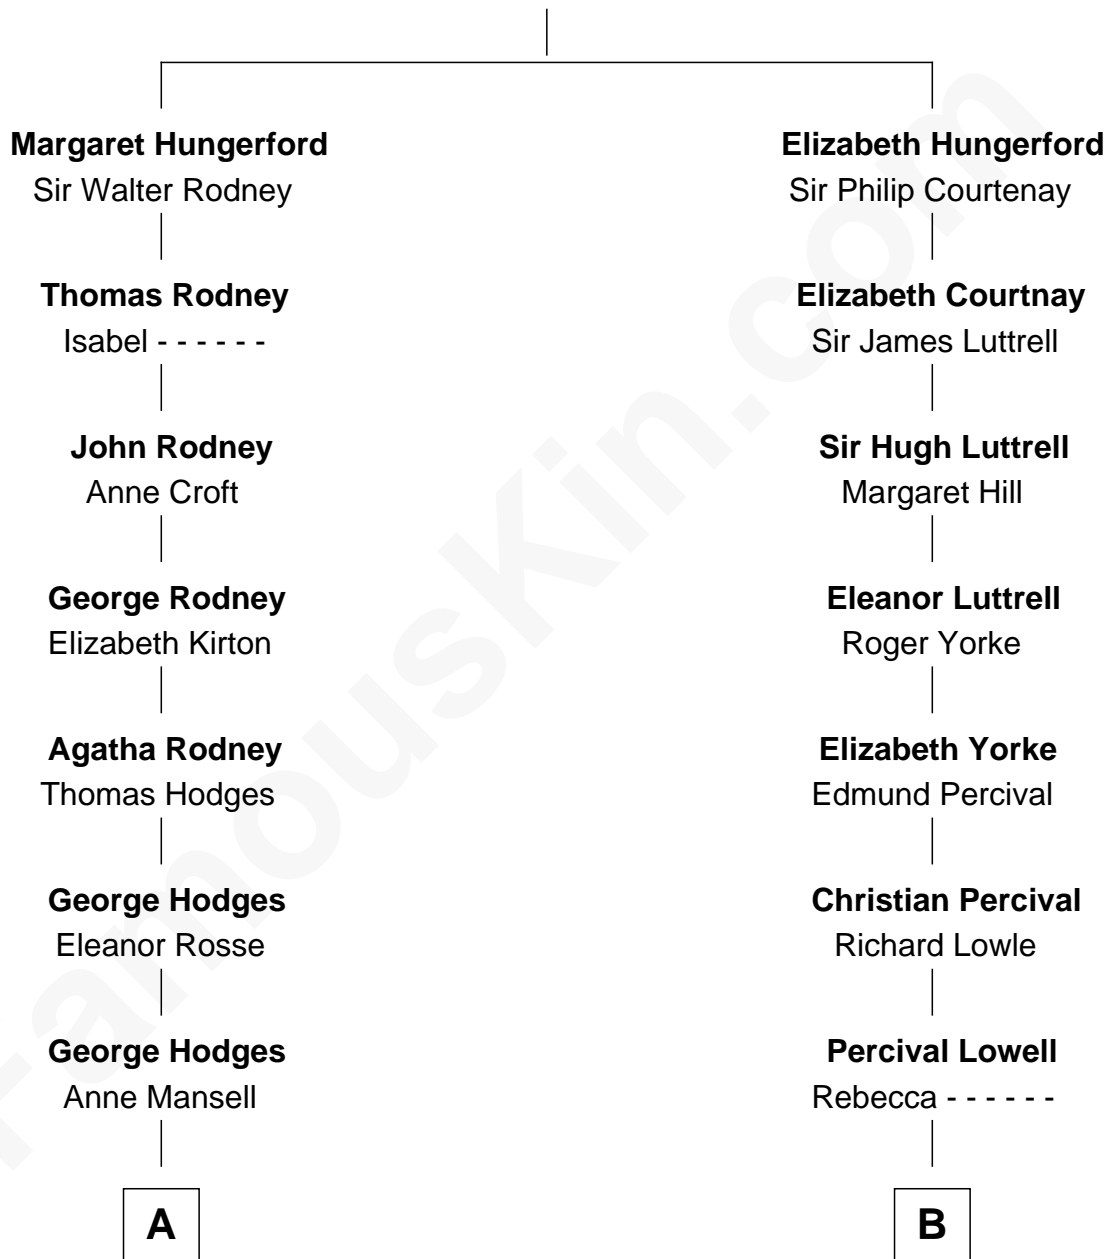 Margaret Hungerford
Sir Walter Rodney
Thomas Rodney
Isabel - - - - - -
John Rodney
Anne Croft
George Rodney
Elizabeth Kirton
Agatha Rodney
Thomas Hodges
George Hodges
Eleanor Rosse
George Hodges
Anne Mansell
A
Elizabeth Hungerford
Sir Philip Courtenay
Elizabeth Courtnay
Sir James Luttrell
Sir Hugh Luttrell
Margaret Hill
Eleanor Luttrell
Roger Yorke
Elizabeth Yorke
Edmund Percival
Christian Percival
Richard Lowle
Percival Lowell
Rebecca - - - - - -
B
FamousKin.com